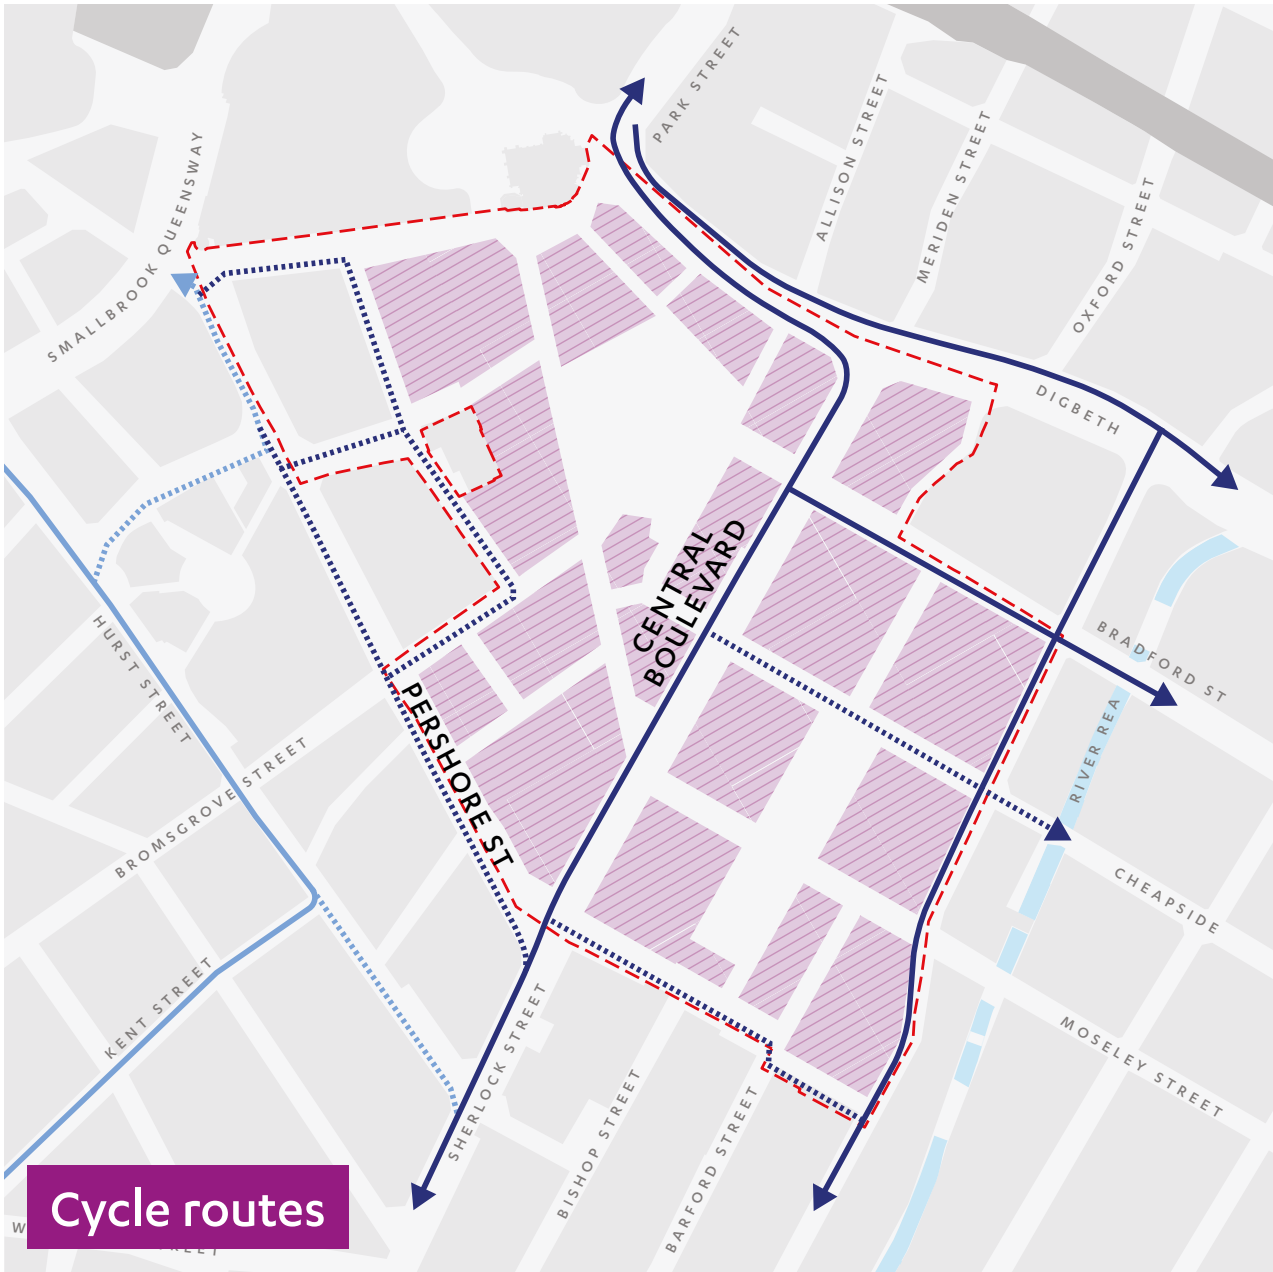 PARK STREET
ALLISON STREET
MERIDEN STREET
OXFORD STREET
SMALLBROOK QUEENSWAY
DIGBETH
CENTRAL
BOULEVARD
HURST STREET
PERSHORE ST
BRADFORD ST
RIVER REA
BROMSGROVE STREET
CHEAPSIDE
KENT STREET
SHERLOCK STREET
MOSELEY STREET
BISHOP STREET
BARFORD STREET
Cycle routes